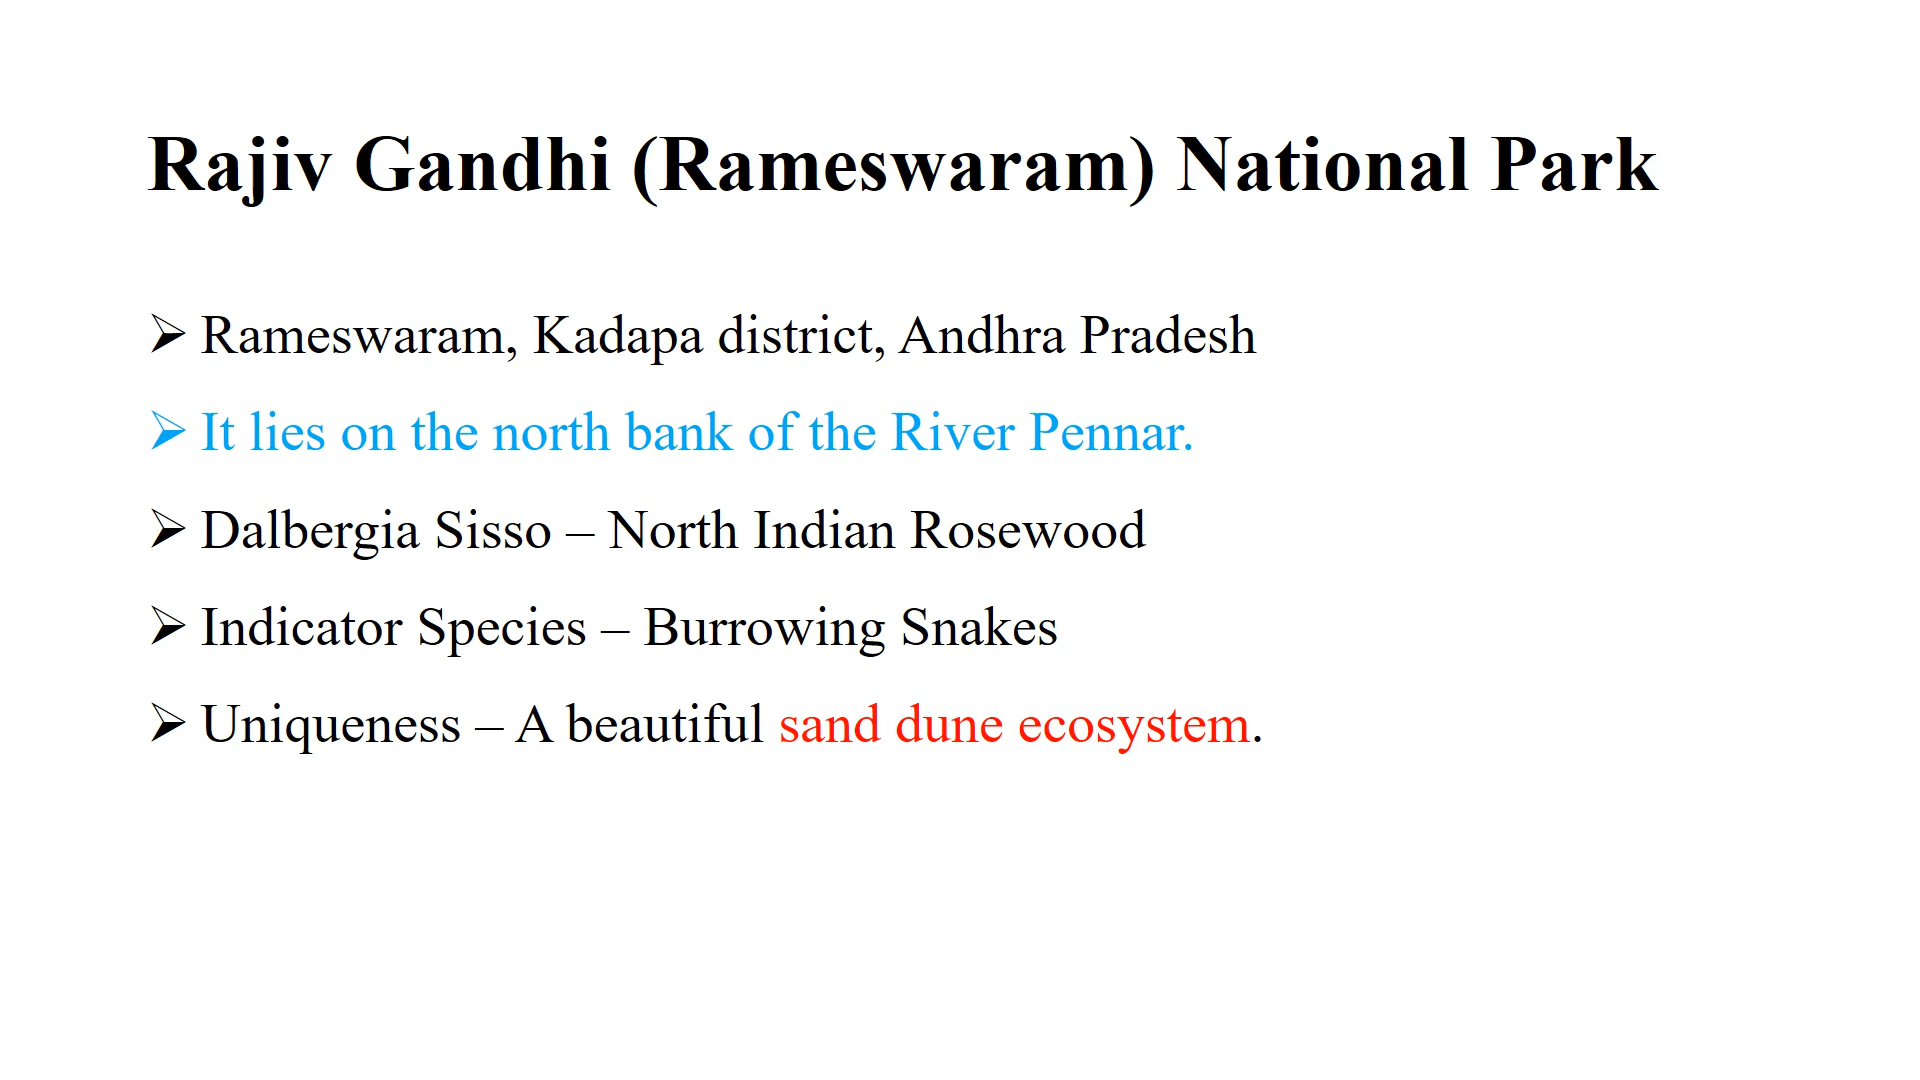 Rajiv Gandhi (Rameswaram) National Park
➢ Rameswaram, Kadapa district, Andhra Pradesh
➢ It lies on the north bank of the River Pennar.
➢ Dalbergia Sisso – North Indian Rosewood
➢ Indicator Species – Burrowing Snakes
➢ Uniqueness – A beautiful sand dune ecosystem.